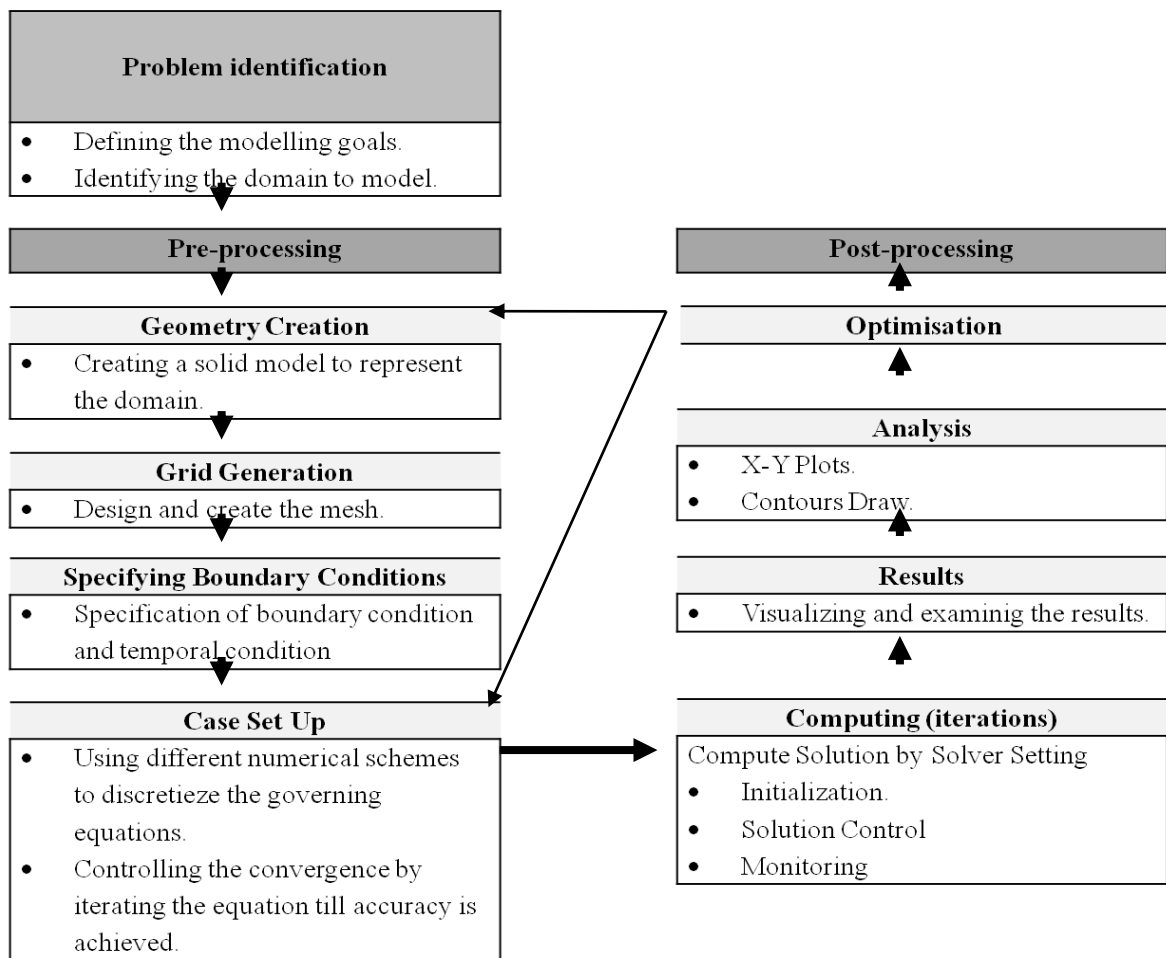 Problem identification
• Defining the modelling goals.
• Identifying the domain to model.
Pre-processing
Geometry Creation
• Creating a solid model to represent
the domain.
Grid Generation
• Design and create the mesh.
Specifying Boundary Conditions
• Specification of boundary condition
and temporal condition
Case Set Up
• Using different numerical schemes
to discretieze the governing
equations.
• Controlling the convergence by
iterating the equation till accuracy is
achieved.
Post-processing
Optimisation
Analysis
• X-Y Plots.
• Contours Draw.
Results
• Visualizing and examinig the results.
Computing (iterations)
Compute Solution by Solver Setting
• Initialization.
• Solution Control
• Monitoring